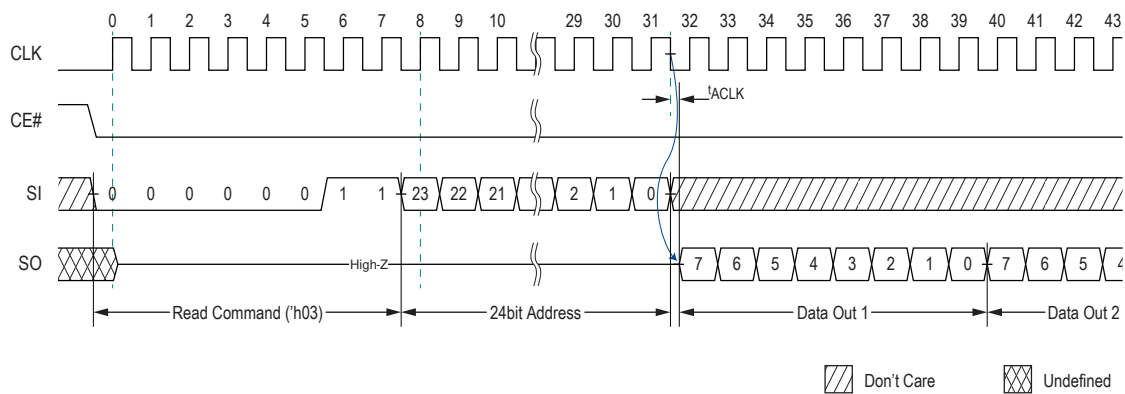 0 1 2 3 4 5 6 7 8 9 10 29 30 31 32 33 34 35 36 37 38 39 40 41 42 43
CLK
tACLK
CE#
SI 0 0 0 0 0 0 1 1 23 22 21 2 1 0
SO High-Z 7 6 5 4 3 2 1 0 7 6 5 4
Read Command ('h03) 24bit Address Data Out 1 Data Out 2
Don't Care Undefined